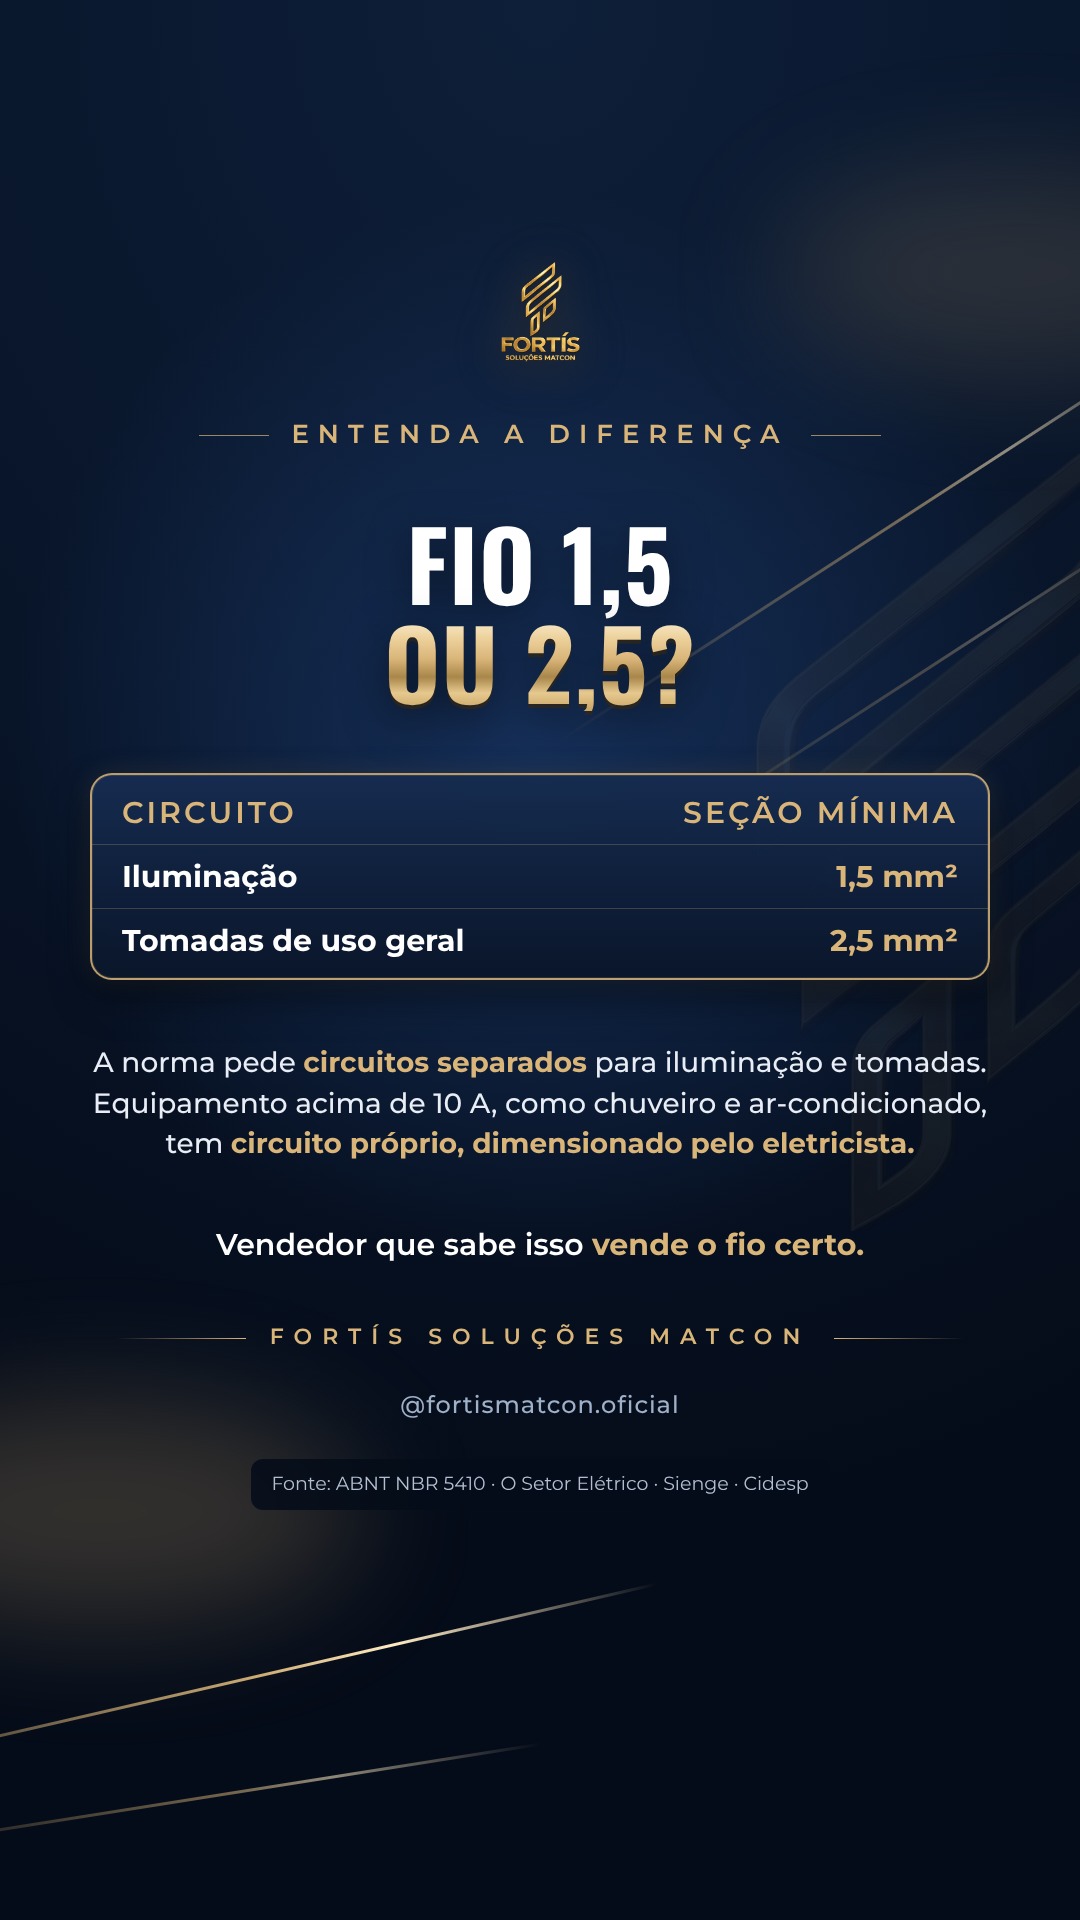 FORTÍS
SOLUÇÕES MATCON
ENTENDA A DIFERENÇA
FIO 1,5
OU 2,5?
CIRCUITO SEÇÃO MÍNIMA
Iluminação 1,5 mm²
Tomadas de uso geral 2,5 mm²
A norma pede circuitos separados para iluminação e tomadas.
Equipamento acima de 10 A, como chuveiro e ar-condicionado,
tem circuito próprio, dimensionado pelo eletricista.
Vendedor que sabe isso vende o fio certo.
FORTÍS SOLUÇÕES MATCON
@fortismatcon.oficial
Fonte: ABNT NBR 5410 · O Setor Elétrico · Sienge · Cidesp